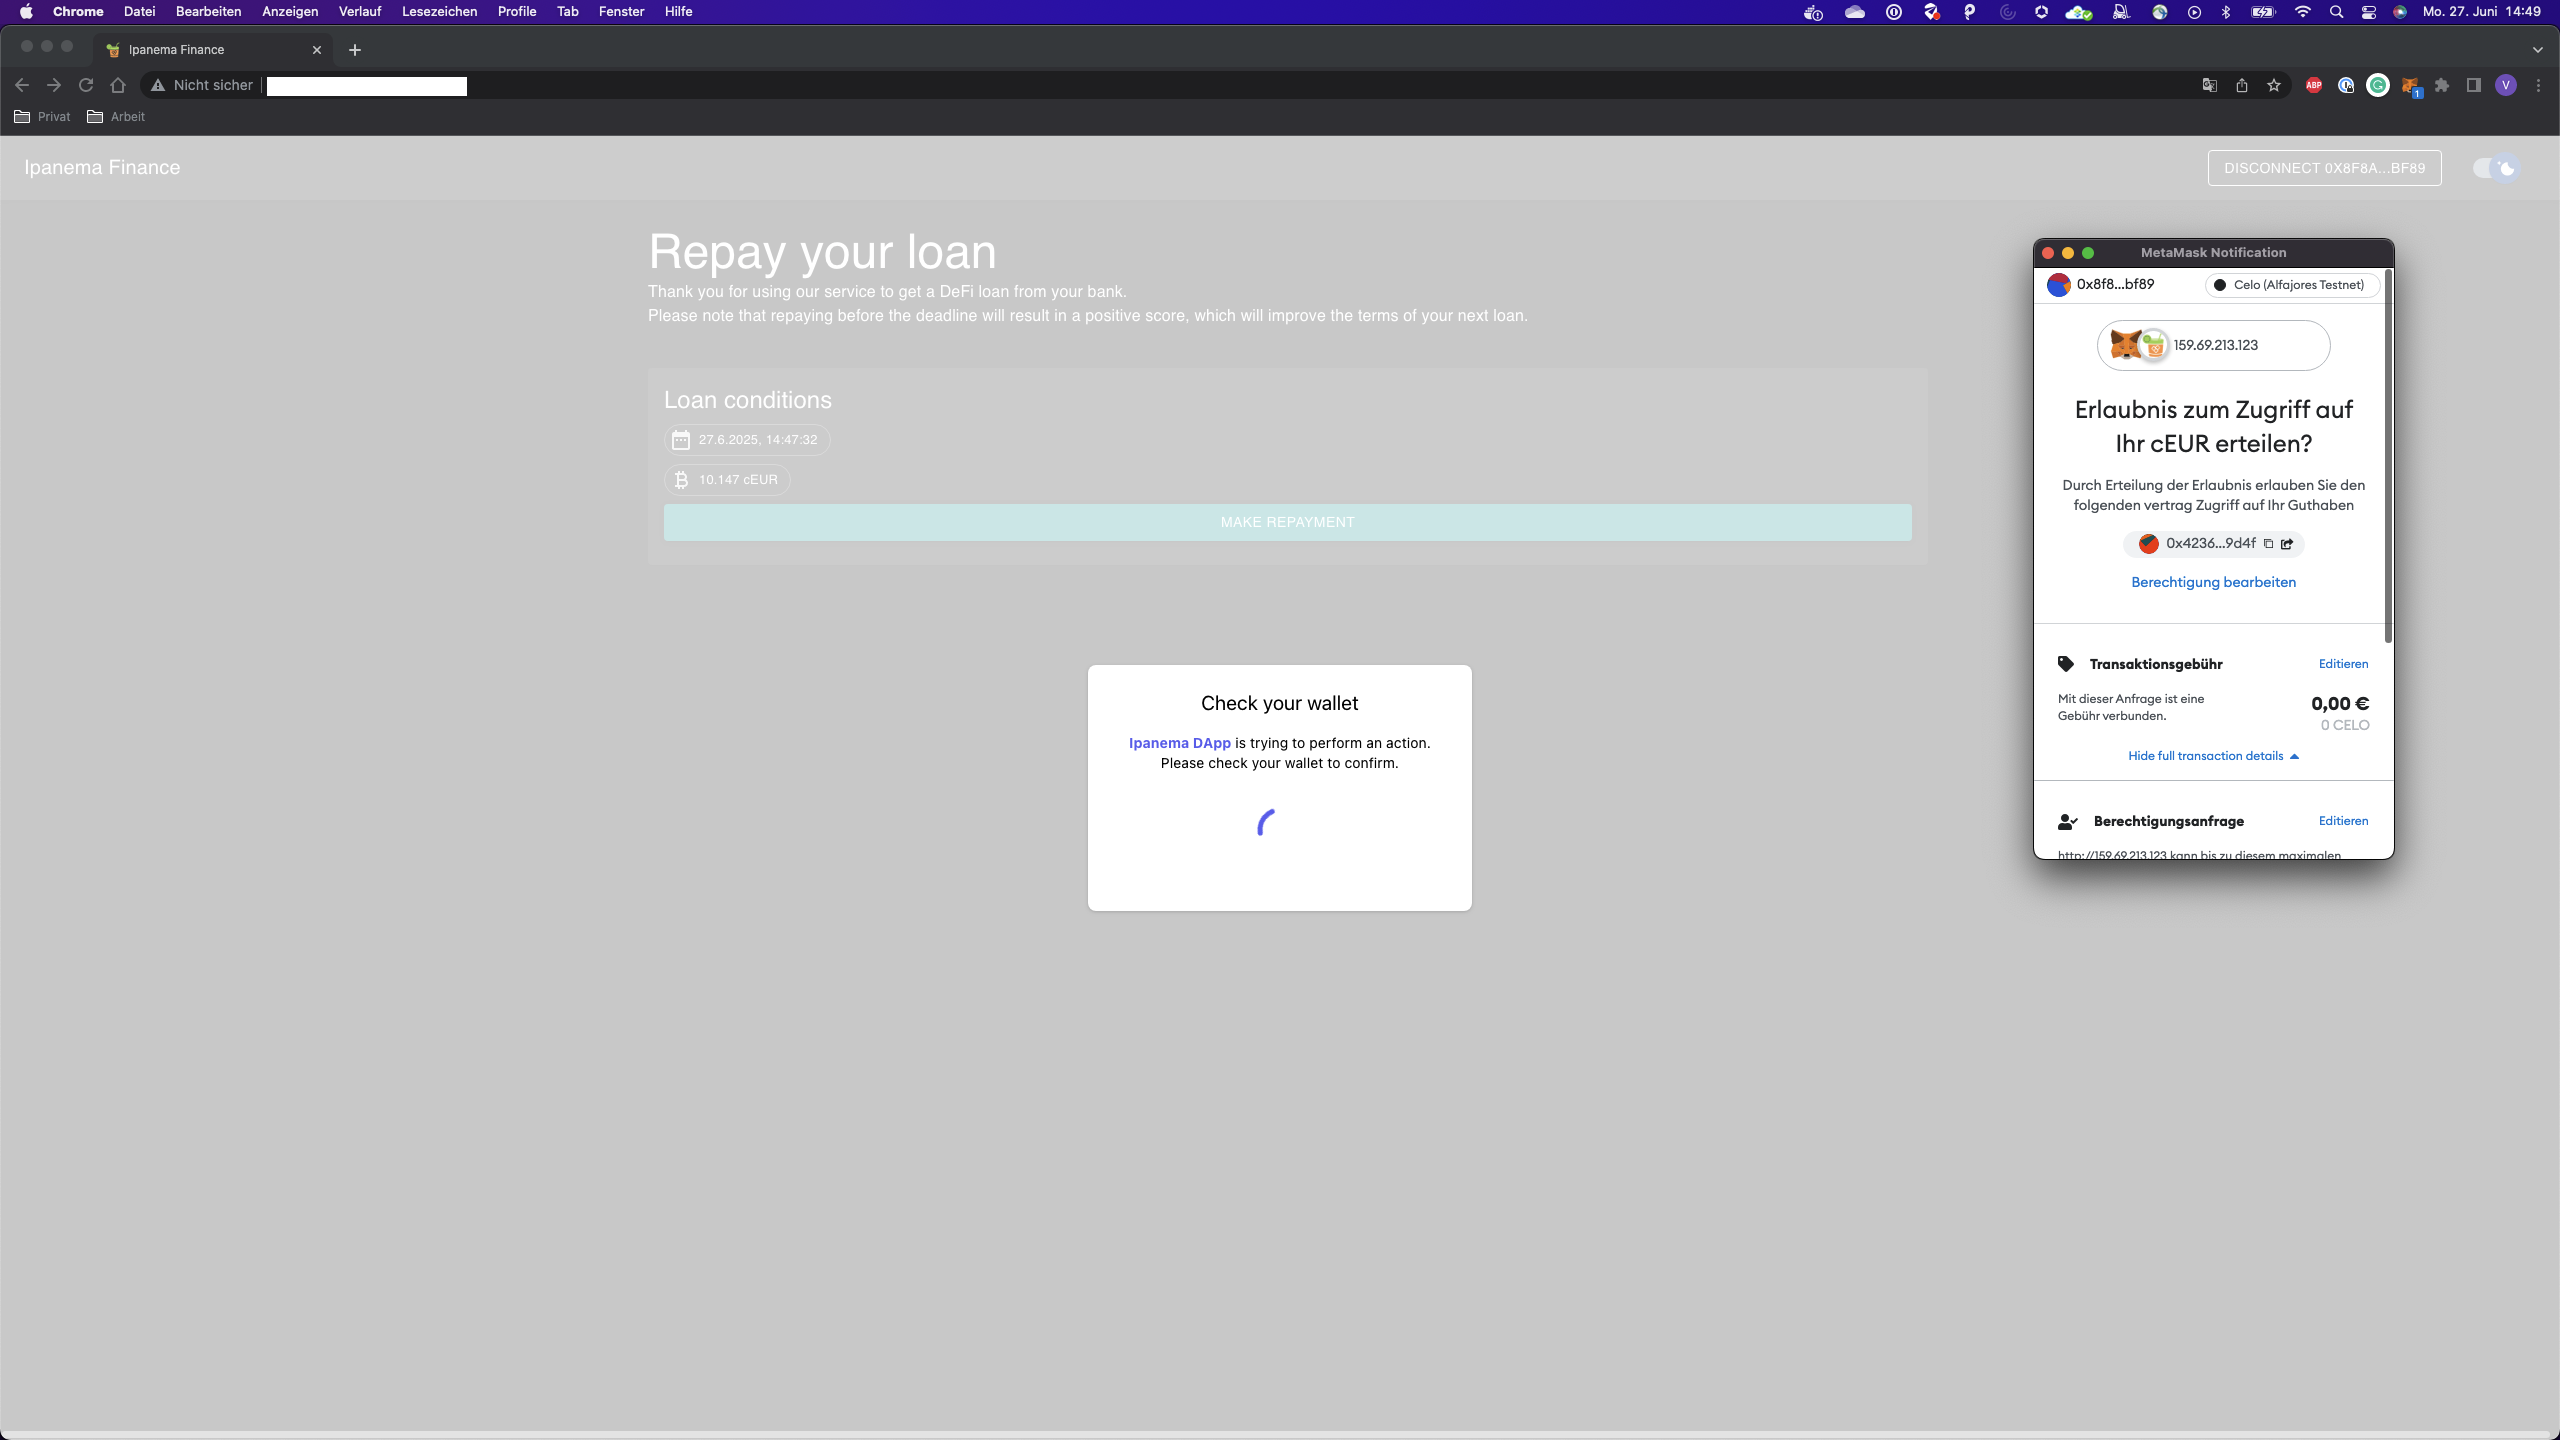 Chrome Datei Bearbeiten Anzeigen Verlauf Lesezeichen Profile Tab Fenster Hilfe Mo. 27. Juni 14:49
Ipanema Finance
Nicht sicher
ABP
1
V
Privat Arbeit
Ipanema Finance
DISCONNECT 0X8F8A...BF89
Repay your loan
Thank you for using our service to get a DeFi loan from your bank.
Please note that repaying before the deadline will result in a positive score, which will improve the terms of your next loan.
Loan conditions
27.6.2025, 14:47:32
10.147 cEUR
MAKE REPAYMENT
Check your wallet
Ipanema DApp is trying to perform an action.
Please check your wallet to confirm.
MetaMask Notification
0x8f8...bf89 Celo (Alfajores Testnet)
159.69.213.123
Erlaubnis zum Zugriff auf
Ihr cEUR erteilen?
Durch Erteilung der Erlaubnis erlauben Sie den
folgenden vertrag Zugriff auf Ihr Guthaben
0x4236...9d4f
Berechtigung bearbeiten
Transaktionsgebühr Editieren
Mit dieser Anfrage ist eine
Gebühr verbunden.
0,00 €
0 CELO
Hide full transaction details
Berechtigungsanfrage Editieren
http://159.69.213.123 kann bis zu diesem maximalen